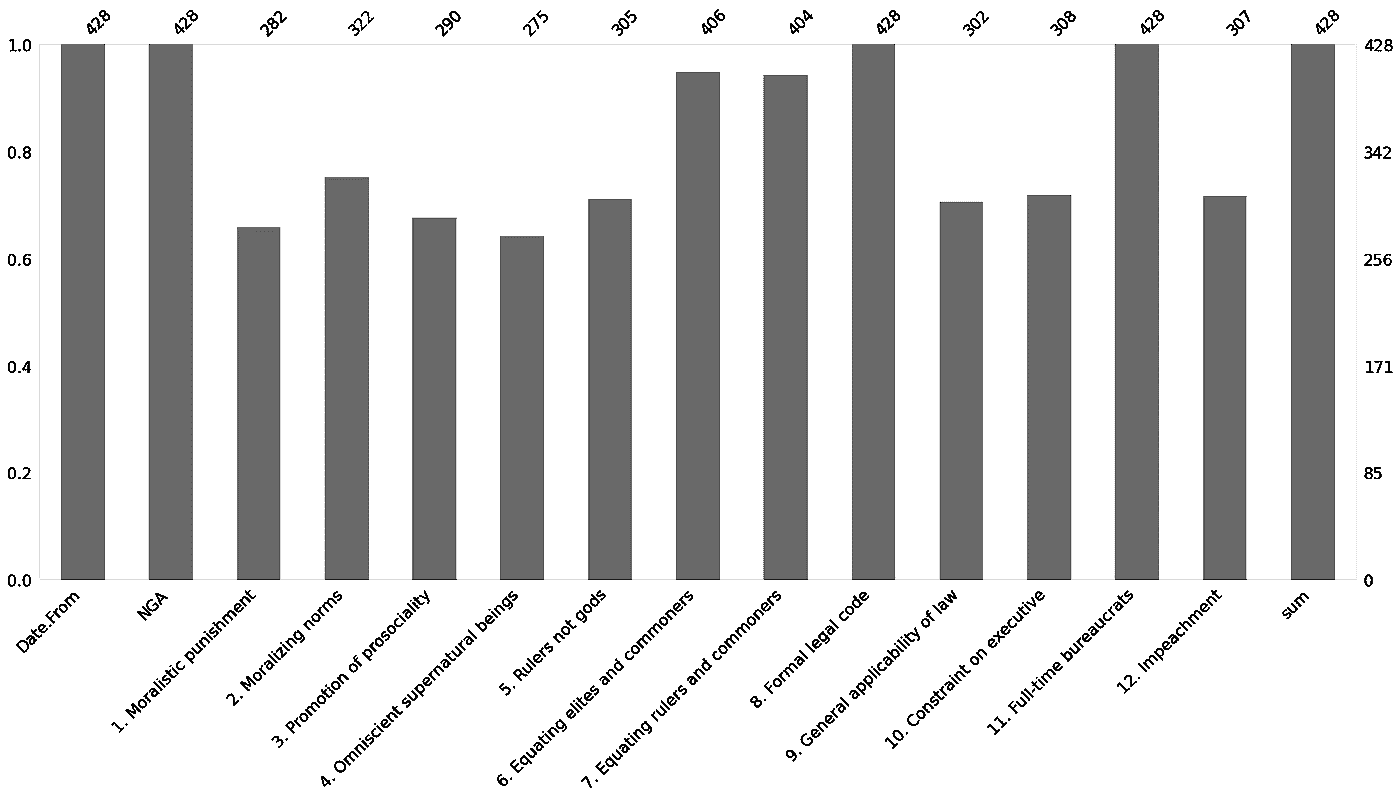 428 428 282 322 290 275 305 406 404 428 302 308 428 307 428
1.0 428
0.8 342
0.6 256
0.4 171
0.2 85
0.0 0
Date.From
NGA
1. Moralistic punishment
2. Moralizing norms
3. Promotion of prosociality
4. Omniscient supernatural beings
5. Rulers not gods
6. Equating elites and commoners
7. Equating rulers and commoners
8. Formal legal code
9. General applicability of law
10. Constraint on executive
11. Full-time bureaucrats
12. Impeachment
sum